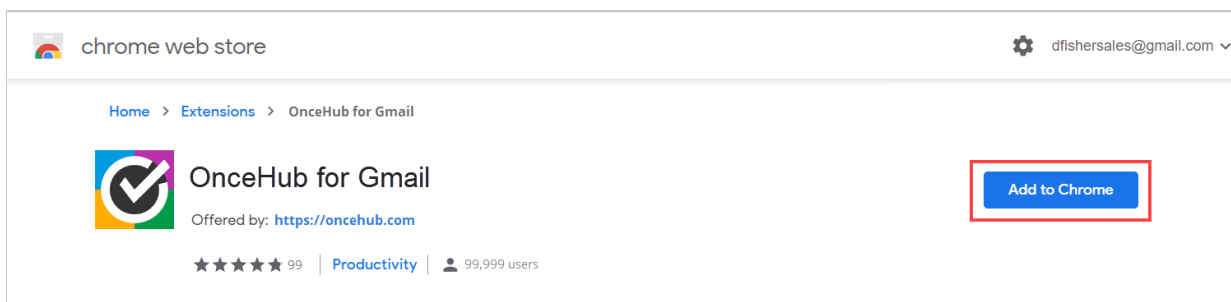 chrome web store dfishersales@gmail.com
Home > Extensions > OnceHub for Gmail
OnceHub for Gmail
Add to Chrome
Offered by: https://oncehub.com
99 Productivity 99,999 users